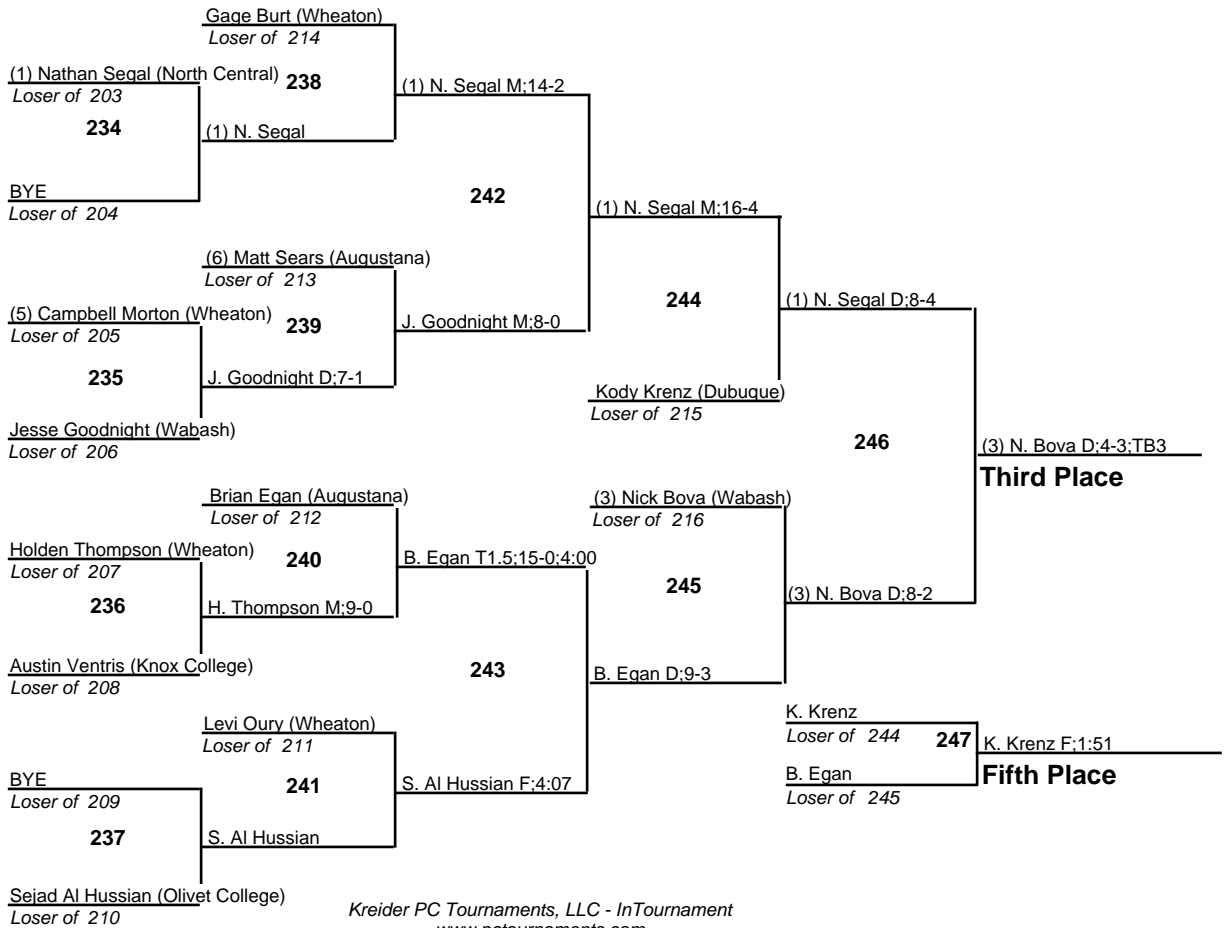 Gage Burt (Wheaton)
Loser of 214
(1) Nathan Segal (North Central)
Loser of 203
238
(1) N. Segal M;14-2
234
(1) N. Segal
BYE
Loser of 204
242
(1) N. Segal M;16-4
(6) Matt Sears (Augustana)
Loser of 213
(5) Campbell Morton (Wheaton)
Loser of 205
239
J. Goodnight M;8-0
244
(1) N. Segal D;8-4
235
J. Goodnight D;7-1
Kody Krenz (Dubuque)
Loser of 215
Jesse Goodnight (Wabash)
Loser of 206
246
(3) N. Bova D;4-3;TB3
Third Place
Brian Egan (Augustana)
Loser of 212
(3) Nick Bova (Wabash)
Loser of 216
Holden Thompson (Wheaton)
Loser of 207
240
B. Egan T1.5;15-0;4:00
236
H. Thompson M;9-0
245
(3) N. Bova D;8-2
Austin Ventris (Knox College)
Loser of 208
243
B. Egan D;9-3
Levi Oury (Wheaton)
Loser of 211
K. Krenz
Loser of 244
247
K. Krenz F;1:51
Fifth Place
BYE
Loser of 209
241
S. Al Hussian F;4:07
B. Egan
Loser of 245
237
S. Al Hussian
Sejad Al Hussian (Olivet College)
Loser of 210
Kreider PC Tournaments, LLC - InTournament
www.pctournaments.com